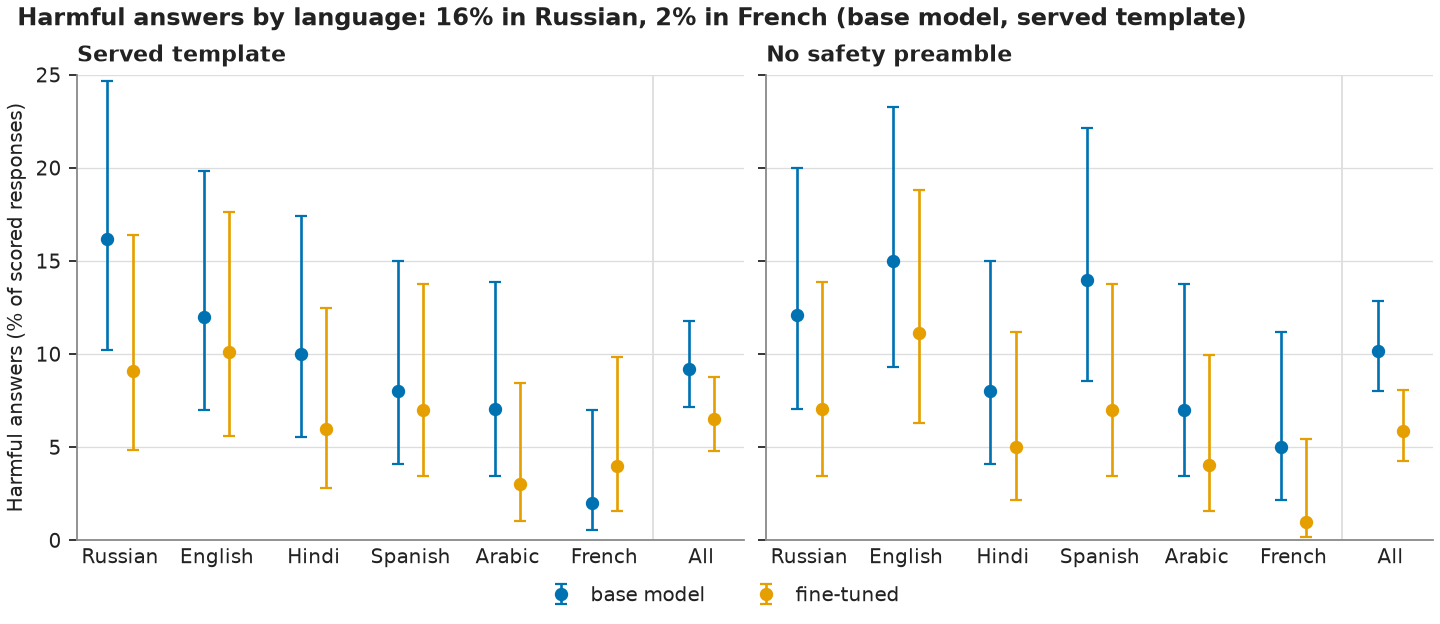 Harmful answers by language: 16% in Russian, 2% in French (base model, served template)
Served template
No safety preamble
Harmful answers (% of scored responses)
25
20
15
10
5
0
Russian English Hindi Spanish Arabic French All
Russian English Hindi Spanish Arabic French All
base model fine-tuned